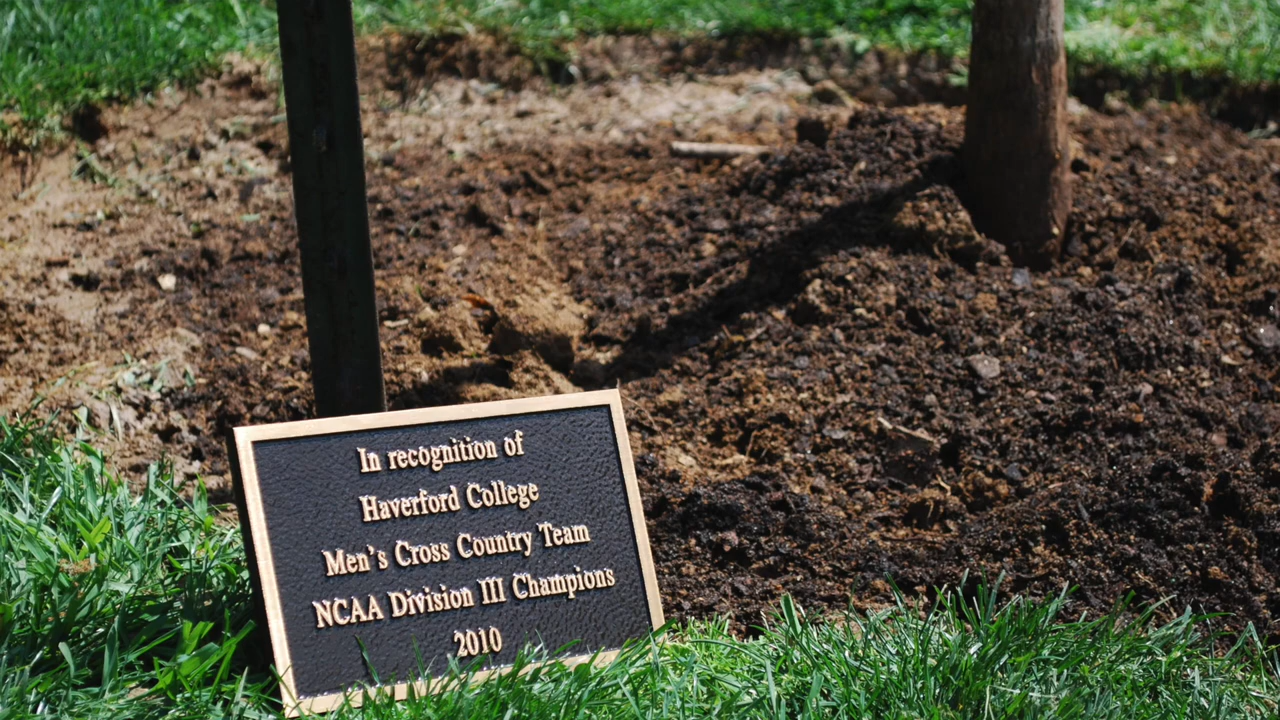 In recognition of
Haverford College
Men's Cross Country Team
NCAA Division III Champions
2010